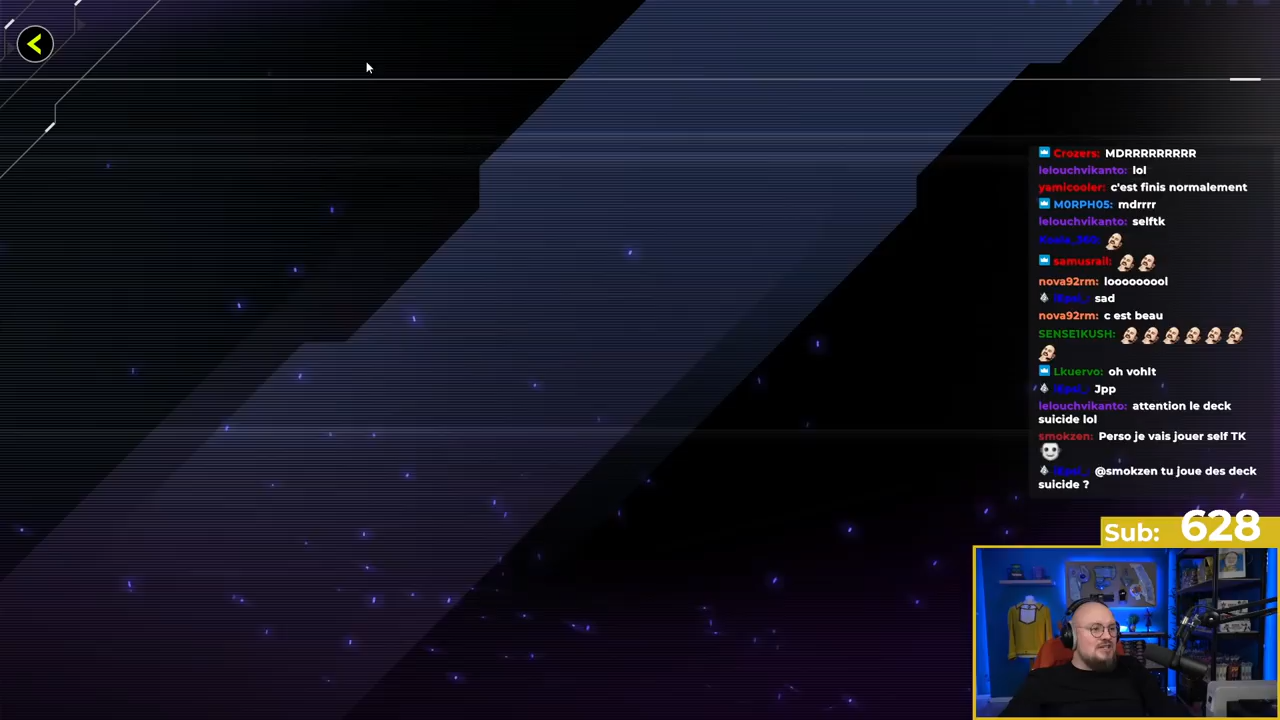 Crozers: MDRRRRRRRRR
lelouchvikanto: lol
yamicooler: c'est finis normalement
M0RPH05: mdrrrr
lelouchvikanto: selftk
samusrail:
nova92rm: looooooool
sad
nova92rm: c est beau
SENSE1KUSH:
Lkuervo: oh vohlt
Jpp
lelouchvikanto: attention le deck
suicide lol
smokzen: Perso je vais jouer self TK
@smokzen tu joue des deck
suicide ?
Sub: 628